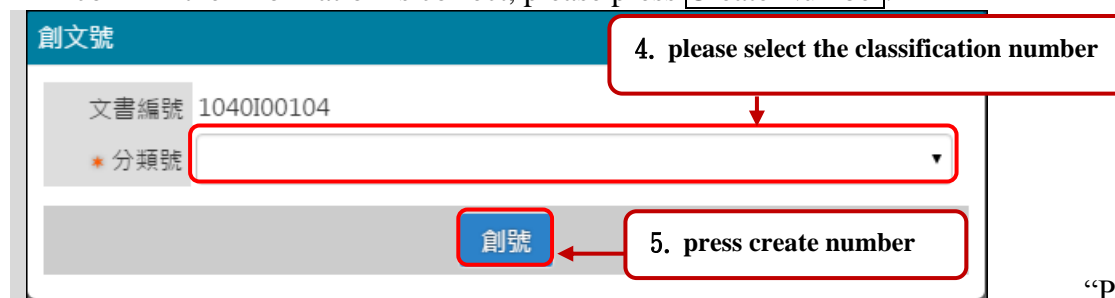 創文號
4. please select the classification number
文書編號 1040I00104
* 分類號
創號
5. press create number
“P